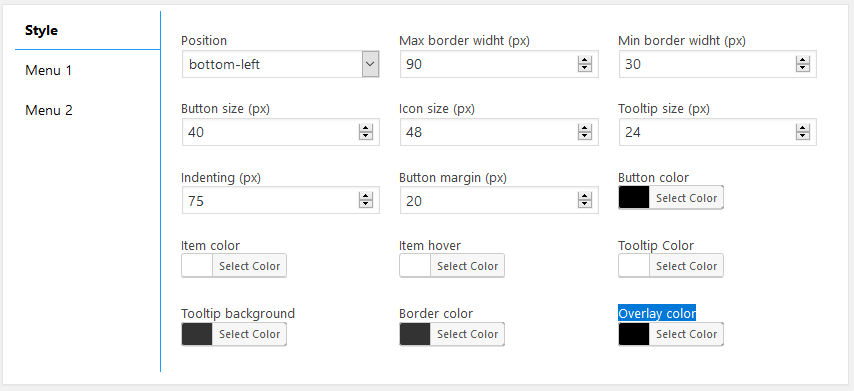 Style
Menu 1
Menu 2
Position Max border widht (px) Min border widht (px)
bottom-left 90 30
Button size (px) Icon size (px) Tooltip size (px)
40 48 24
Indenting (px) Button margin (px) Button color
75 20 Select Color
Item color Item hover Tooltip Color
Select Color Select Color Select Color
Tooltip background Border color Overlay color
Select Color Select Color Select Color